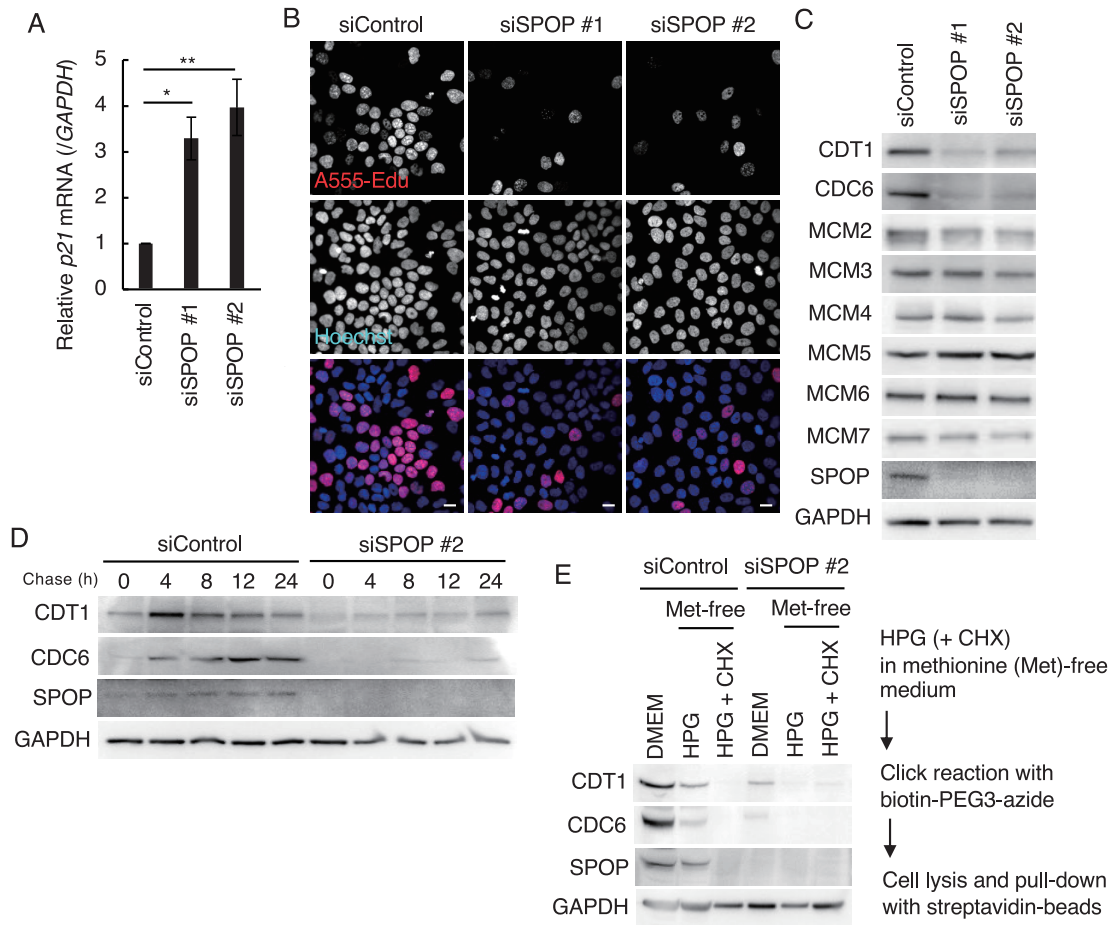 A
**
*
Relative p21 mRNA (/GAPDH)
5
4
3
2
1
0
siControl
siSPOP #1
siSPOP #2
B
siControl siSPOP #1 siSPOP #2
A555-Edu
Hoechst
C
siControl
siSPOP #1
siSPOP #2
CDT1
CDC6
MCM2
MCM3
MCM4
MCM5
MCM6
MCM7
SPOP
GAPDH
D
siControl siSPOP #2
Chase (h) 0 4 8 12 24 0 4 8 12 24
CDT1
CDC6
SPOP
GAPDH
E
siControl siSPOP #2
Met-free Met-free
DMEM
HPG
HPG + CHX
DMEM
HPG
HPG + CHX
CDT1
CDC6
SPOP
GAPDH
HPG (+ CHX)
in methionine (Met)-free
medium
Click reaction with
biotin-PEG3-azide
Cell lysis and pull-down
with streptavidin-beads